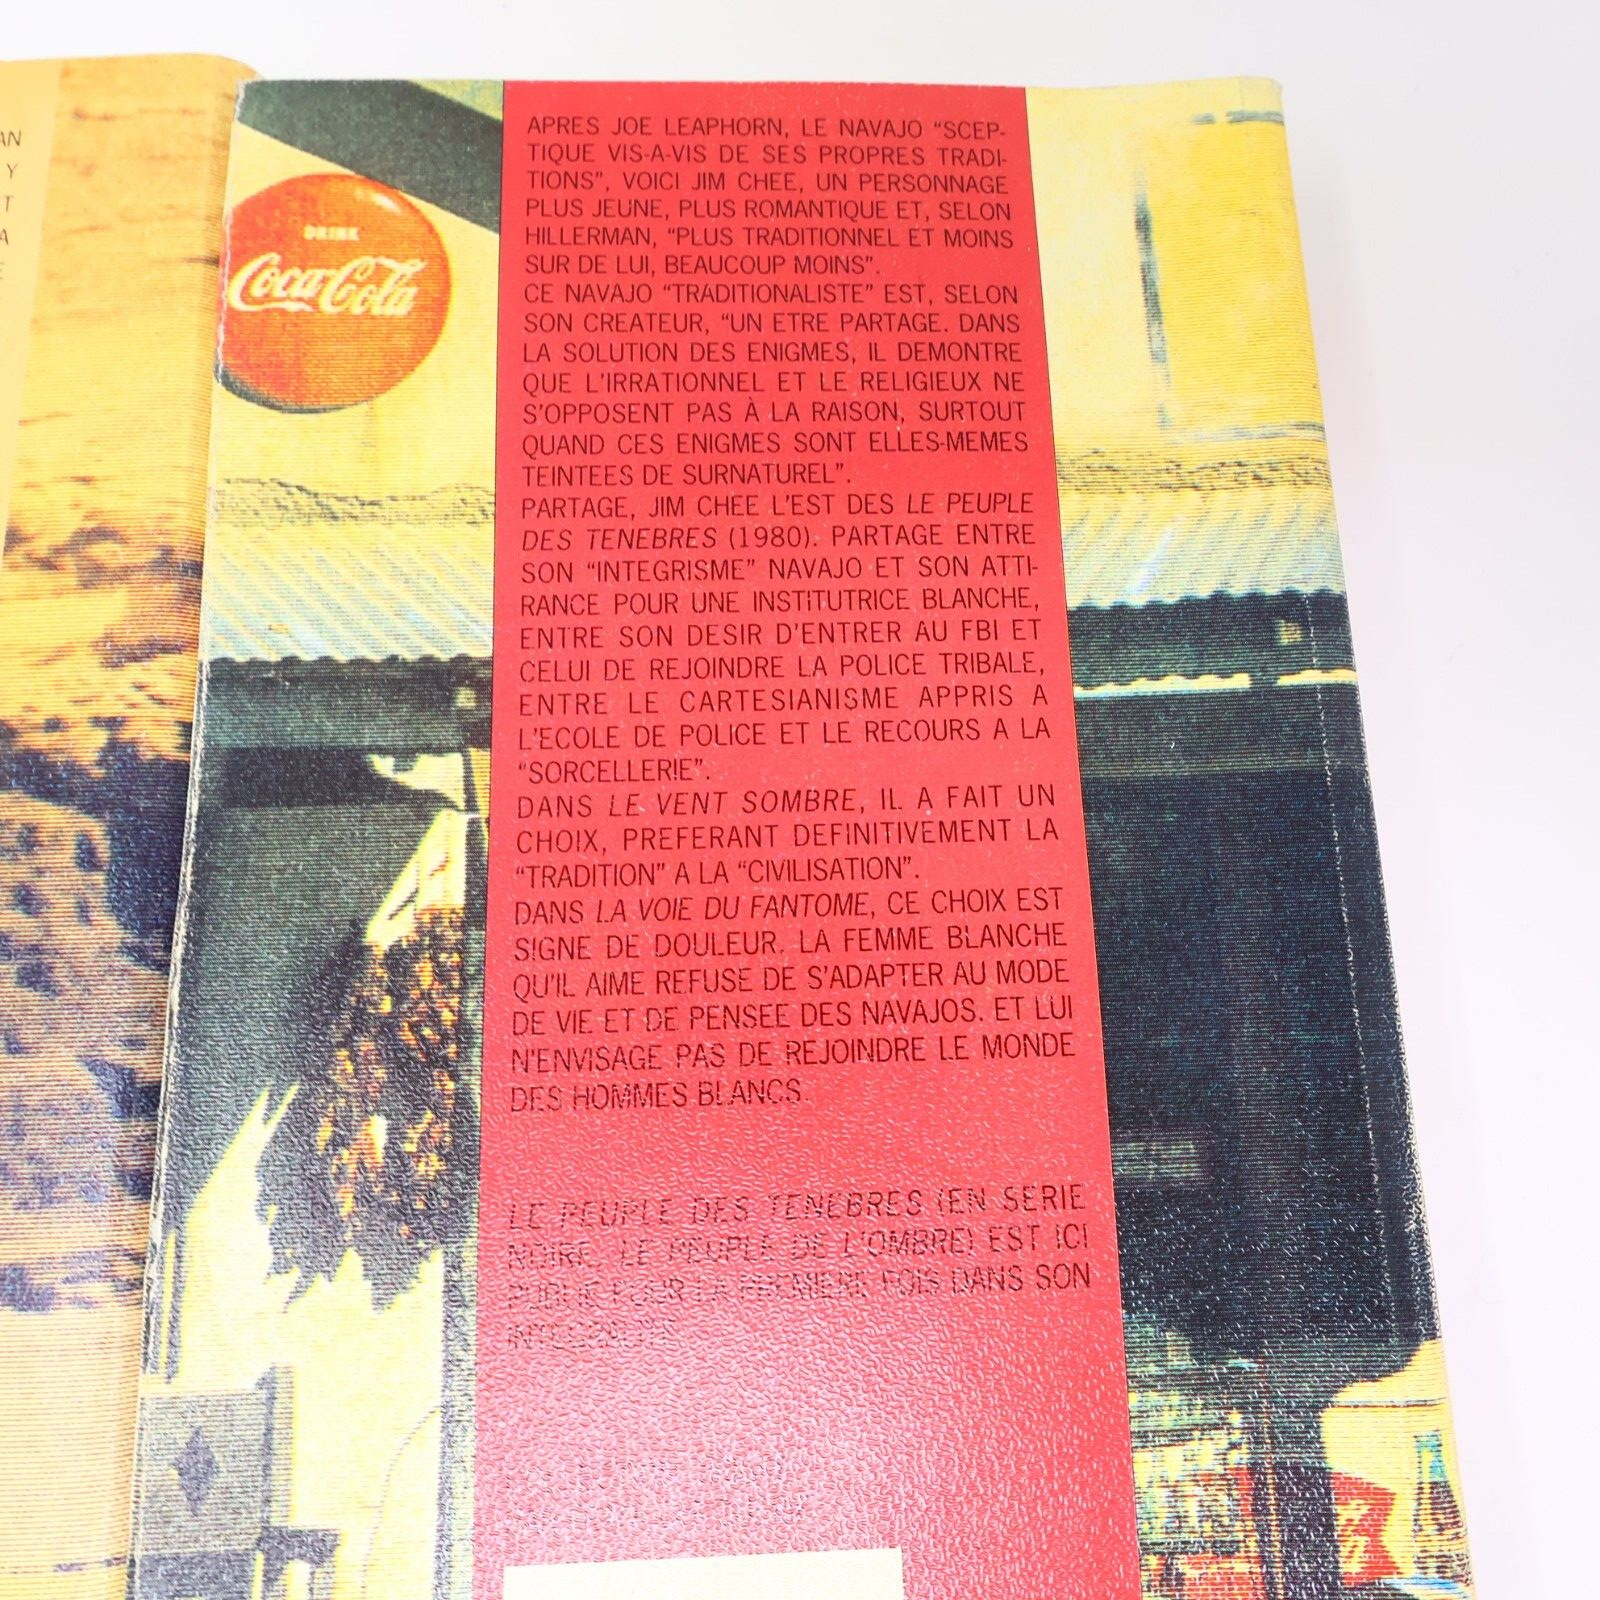 AN
Y
T
A
E
DRINK
Coca-Cola
APRES JOE LEAPHORN, LE NAVAJO “SCEP-
TIQUE VIS-A-VIS DE SES PROPRES TRADI-
TIONS”, VOICI JIM CHEE, UN PERSONNAGE
PLUS JEUNE, PLUS ROMANTIQUE ET, SELON
HILLERMAN, “PLUS TRADITIONNEL ET MOINS
SUR DE LUI, BEAUCOUP MOINS”.
CE NAVAJO “TRADITIONALISTE” EST, SELON
SON CREATEUR, “UN ETRE PARTAGE. DANS
LA SOLUTION DES ENIGMES, IL DEMONTRE
QUE L'IRRATIONNEL ET LE RELIGIEUX NE
S'OPPOSENT PAS À LA RAISON, SURTOUT
QUAND CES ENIGMES SONT ELLES-MEMES
TEINTEES DE SURNATUREL”.
PARTAGE, JIM CHEE L'EST DES LE PEUPLE
DES TENEBRES (1980). PARTAGE ENTRE
SON “INTEGRISME” NAVAJO ET SON ATTI-
RANCE POUR UNE INSTITUTRICE BLANCHE,
ENTRE SON DESIR D'ENTRER AU FBI ET
CELUI DE REJOINDRE LA POLICE TRIBALE,
ENTRE LE CARTESIANISME APPRIS A
L'ECOLE DE POLICE ET LE RECOURS A LA
“SORCELLERIE”.
DANS LE VENT SOMBRE, IL A FAIT UN
CHOIX, PREFERANT DEFINITIVEMENT LA
“TRADITION” A LA “CIVILISATION”.
DANS LA VOIE DU FANTOME, CE CHOIX EST
SIGNE DE DOULEUR. LA FEMME BLANCHE
QU'IL AIME REFUSE DE S'ADAPTER AU MODE
DE VIE ET DE PENSEE DES NAVAJOS. ET LUI
N'ENVISAGE PAS DE REJOINDRE LE MONDE
DES HOMMES BLANCS.
LE PEUPLE DES TENEBRES (EN SERIE
NOIRE LE PEUPLE DE L'OMBRE) EST ICI
PUBLIE POUR LA PREMIERE FOIS DANS SON